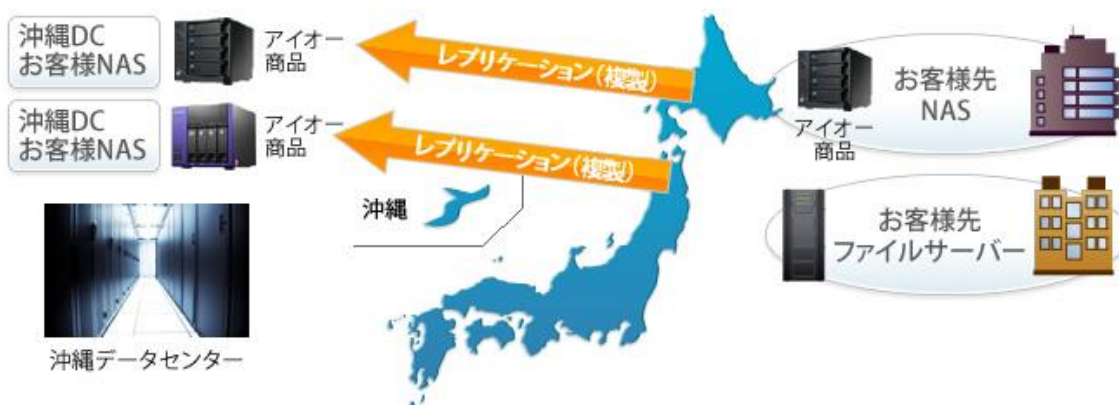 沖縄DC
お客様NAS
アイオー
商品
レプリケーション(複製)
アイオー
商品
お客様先
NAS
沖縄DC
お客様NAS
アイオー
商品
レプリケーション(複製)
沖縄
お客様先
ファイルサーバー
沖縄データセンター